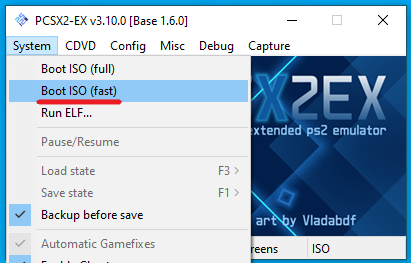 PCSX2-EX v3.10.0 [Base 1.6.0]
System CDVD Config Misc Debug Capture
Boot ISO (full)
Boot ISO (fast)
Run ELF...
Pause/Resume
Load state F3
Save state F1
Backup before save
Automatic Gamefixes
X2EX
extended ps2 emulator
art by Vladabdf
ISO